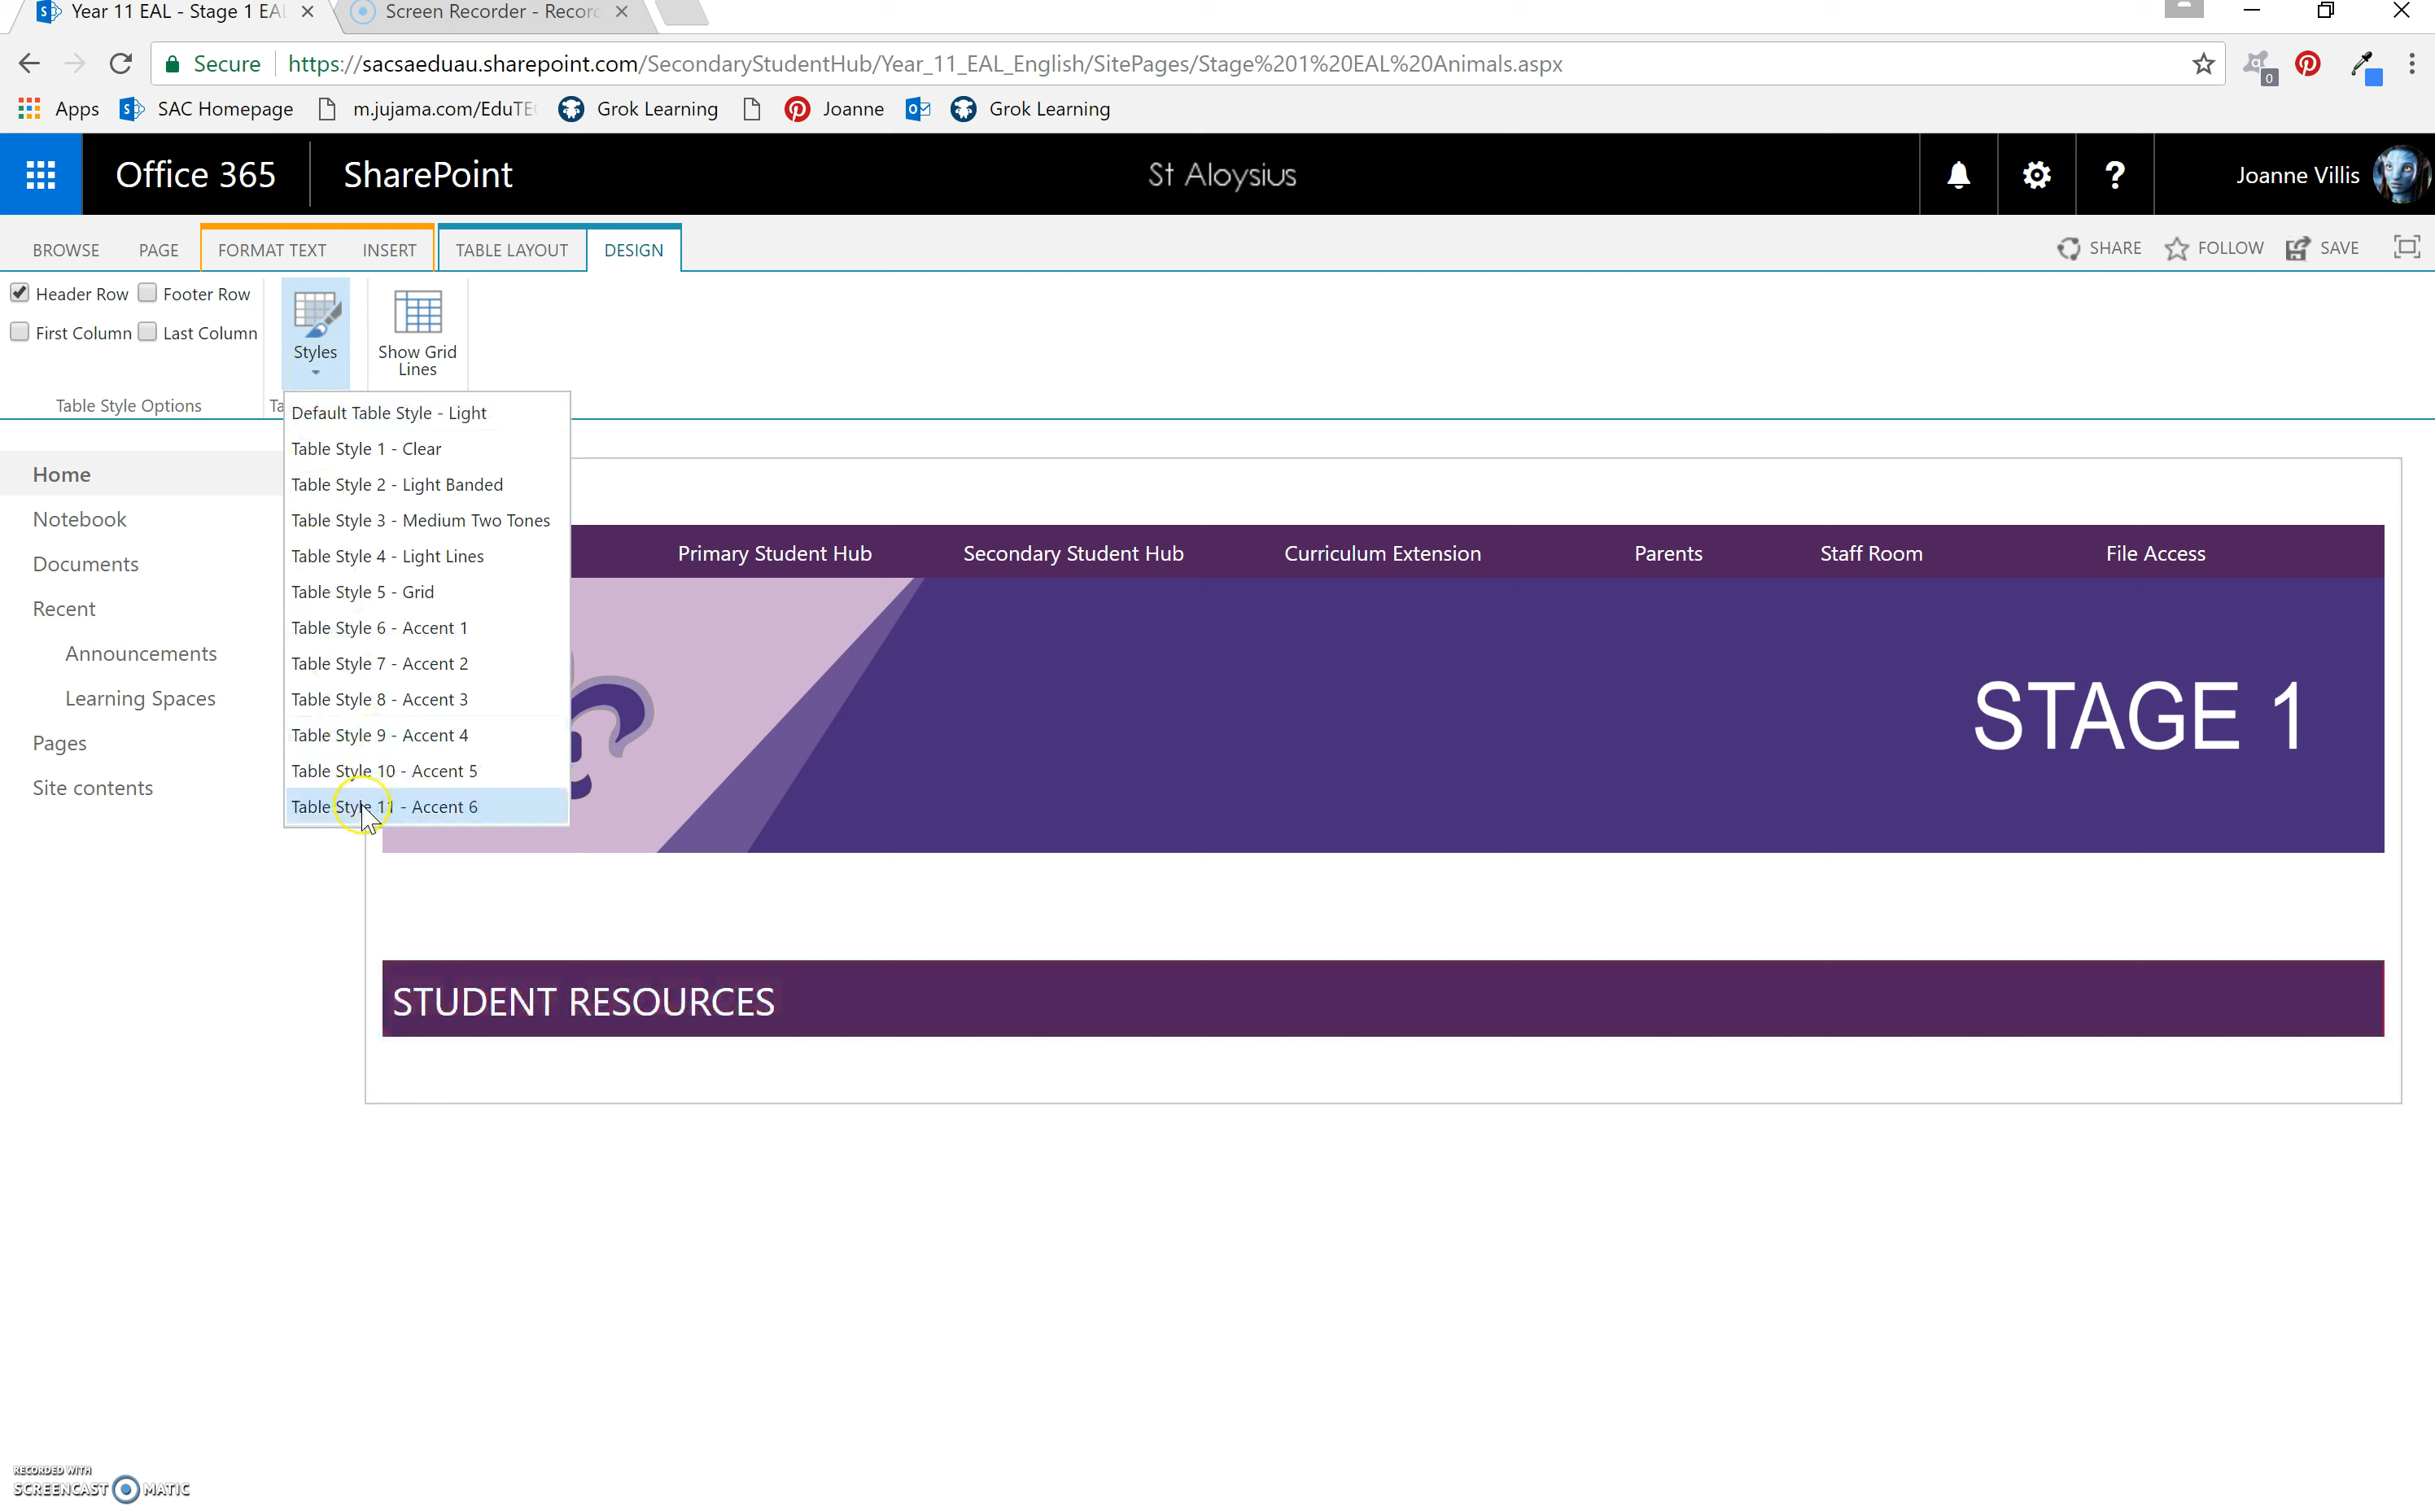 Year 11 EAL - Stage 1 EAL
Screen Recorder - Record
Secure
https://sacsaeduau.sharepoint.com/SecondaryStudentHub/Year_11_EAL_English/SitePages/Stage%201%20EAL%20Animals.aspx
0
Apps
SAC Homepage
m.jujama.com/EduTE
Grok Learning
Joanne
Grok Learning
Office 365
SharePoint
St Aloysius
?
Joanne Villis
BROWSE
PAGE
FORMAT TEXT
INSERT
TABLE LAYOUT
DESIGN
SHARE
FOLLOW
SAVE
Header Row
Footer Row
First Column
Last Column
Table Style Options
Styles
Show Grid
Lines
Ta
Default Table Style - Light
Table Style 1 - Clear
Table Style 2 - Light Banded
Table Style 3 - Medium Two Tones
Table Style 4 - Light Lines
Table Style 5 - Grid
Table Style 6 - Accent 1
Table Style 7 - Accent 2
Table Style 8 - Accent 3
Table Style 9 - Accent 4
Table Style 10 - Accent 5
Table Style 11 - Accent 6
Home
Notebook
Documents
Recent
Announcements
Learning Spaces
Pages
Site contents
Primary Student Hub
Secondary Student Hub
Curriculum Extension
Parents
Staff Room
File Access
STAGE 1
STUDENT RESOURCES
RECORDED WITH
SCREENCAST MATIC